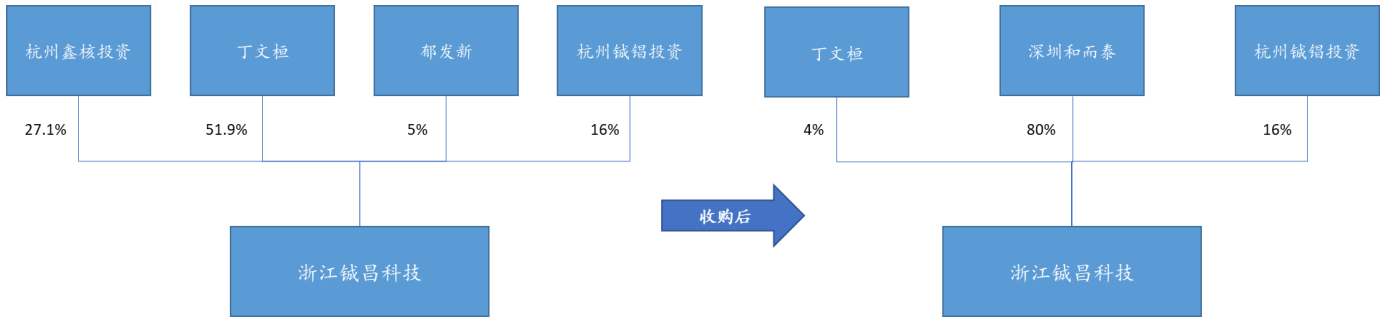 杭州鑫核投资
丁文桓
郁发新
杭州铖锠投资
丁文桓
深圳和而泰
杭州铖锠投资
27.1%
51.9%
5%
16%
4%
80%
16%
收购后
浙江铖昌科技
浙江铖昌科技